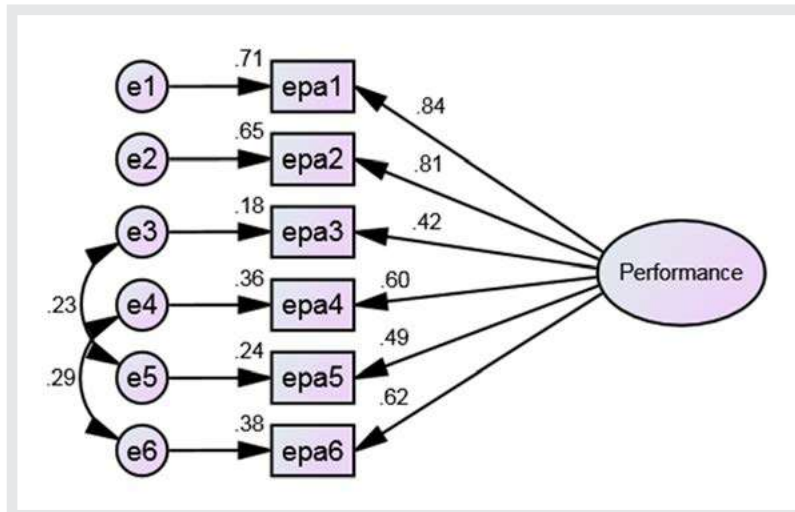 .71
e1 epa1
.84
.65
e2 epa2
.81
.18
e3 epa3
.42
Performance
.36
e4 epa4
.60
.23
.24
e5 epa5
.49
.29
.38
e6 epa6
.62